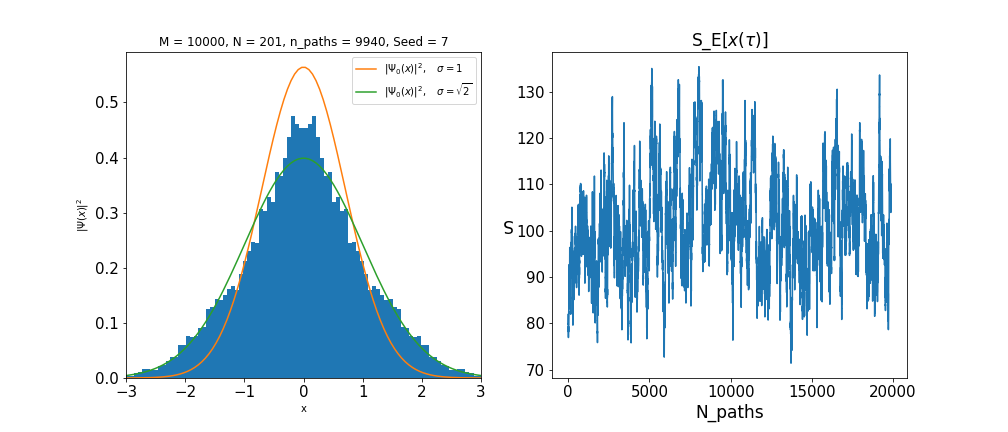 M = 10000, N = 201, n_paths = 9940, Seed = 7
|Ψ₀(x)|², σ = 1
|Ψ₀(x)|², σ = √2
|Ψ(x)|²
0.5
0.4
0.3
0.2
0.1
0.0
−3 −2 −1 0 1 2 3
x
S_E[x(τ)]
S
130
120
110
100
90
80
70
0 5000 10000 15000 20000
N_paths